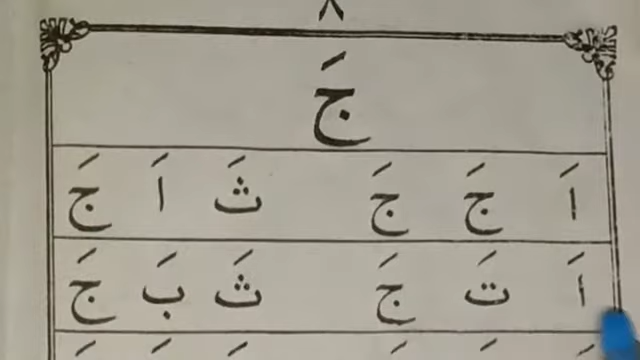 ٨
جَ
اَ جَ جَ ثَ اَ جَ
اَ تَ جَ ثَ بَ جَ